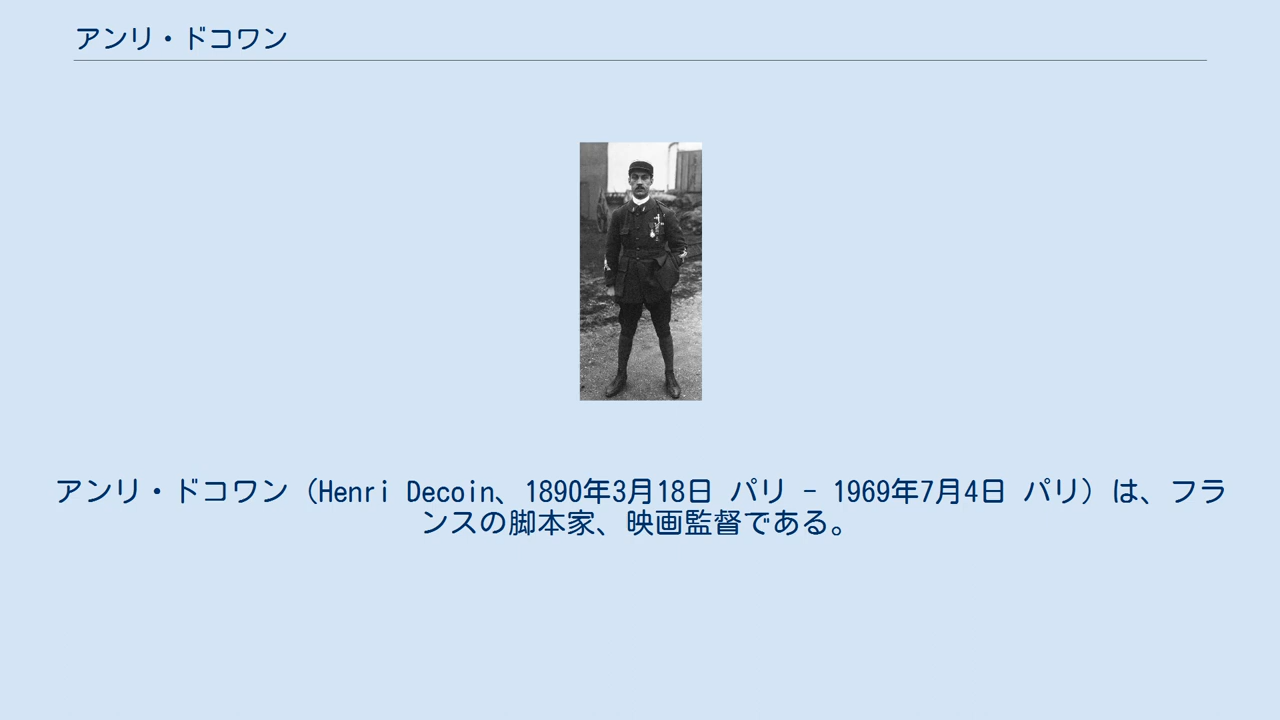 アンリ・ドコワン
アンリ・ドコワン（Henri Decoin、1890年3月18日 パリ - 1969年7月4日 パリ）は、フラ
ンスの脚本家、映画監督である。